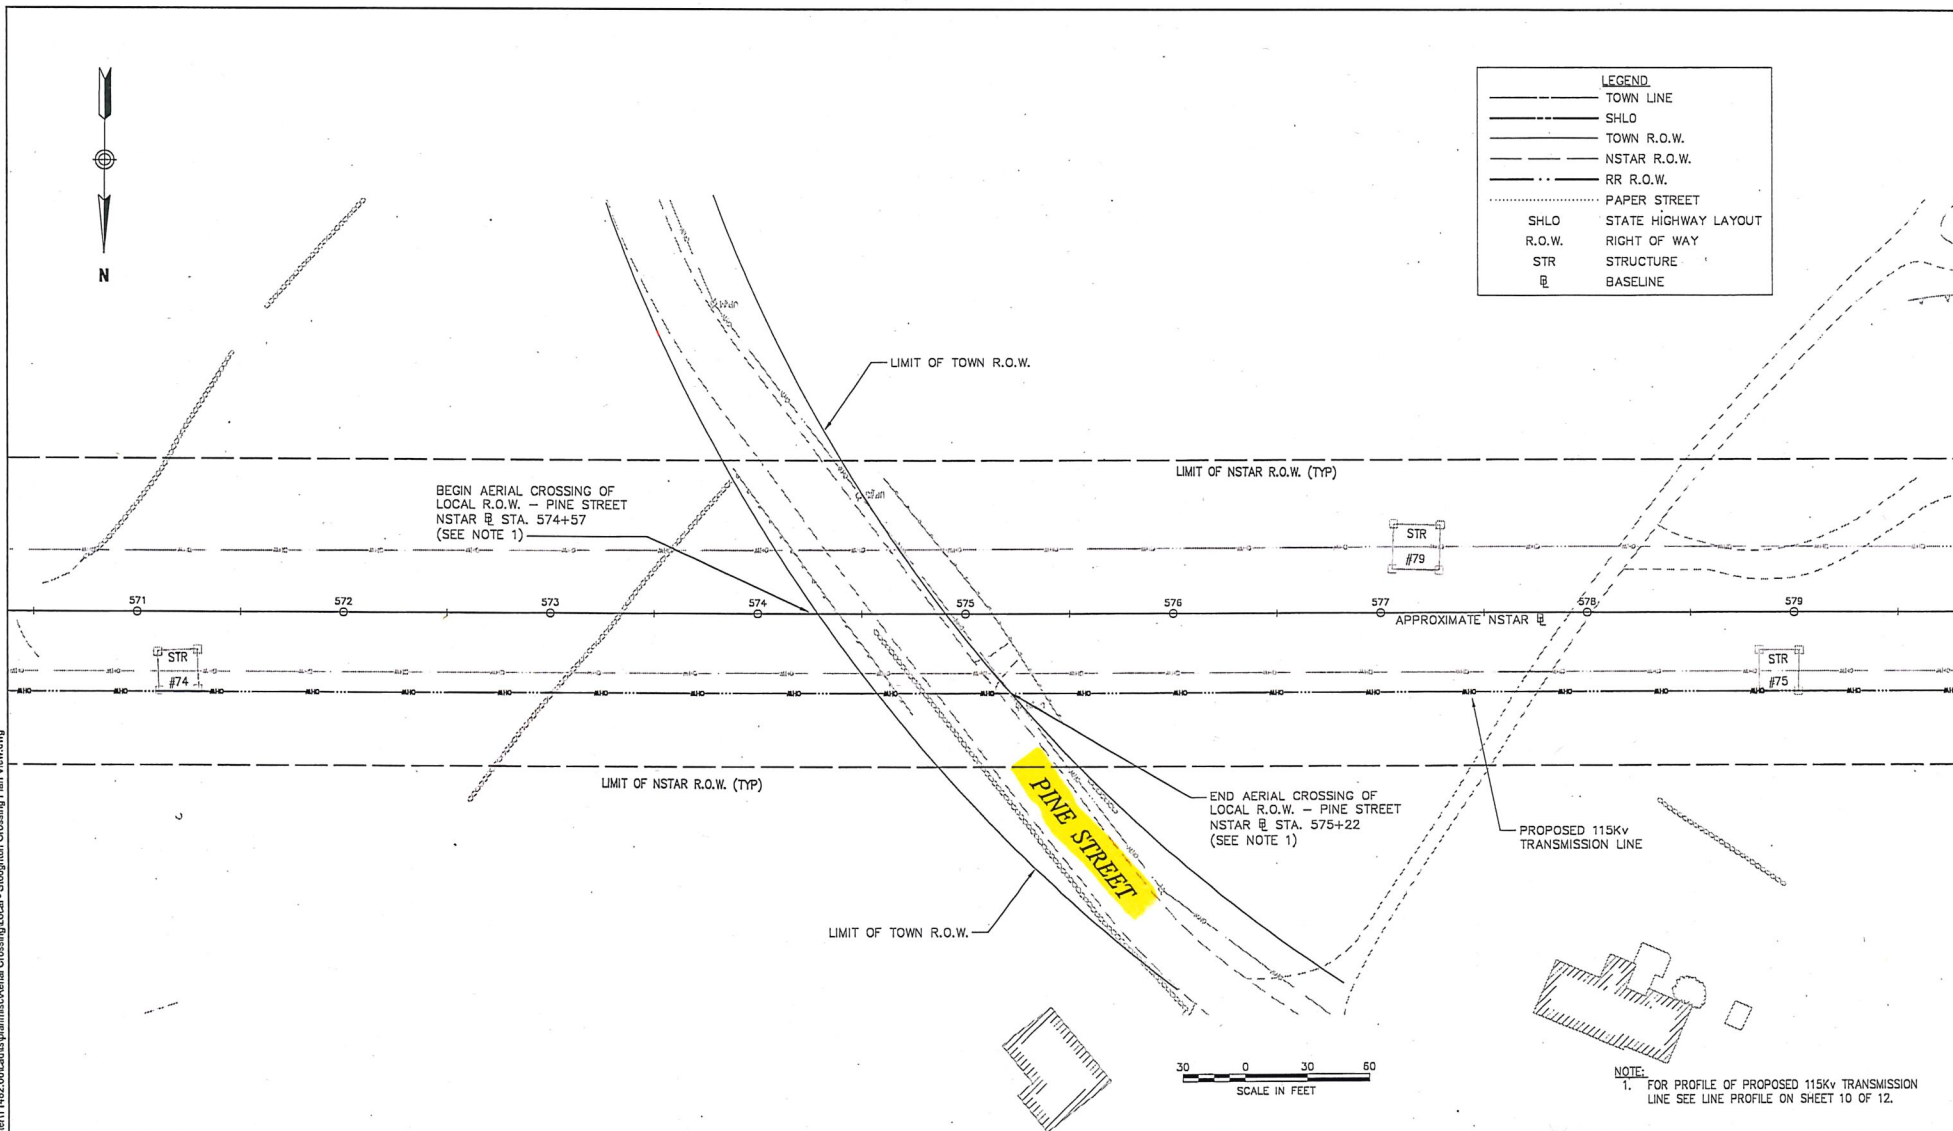 N
LEGEND
TOWN LINE
SHLO
TOWN R.O.W.
NSTAR R.O.W.
RR R.O.W.
PAPER STREET
SHLO STATE HIGHWAY LAYOUT
R.O.W. RIGHT OF WAY
STR STRUCTURE
BASELINE
LIMIT OF TOWN R.O.W.
LIMIT OF NSTAR R.O.W. (TYP)
BEGIN AERIAL CROSSING OF
LOCAL R.O.W. – PINE STREET
NSTAR ℄ STA. 574+57
(SEE NOTE 1)
STR
#79
571 572 573 574 575 576 577 578 579
APPROXIMATE NSTAR
STR
#74
STR
#75
LIMIT OF NSTAR R.O.W. (TYP)
PINE STREET
END AERIAL CROSSING OF
LOCAL R.O.W. – PINE STREET
NSTAR STA. 575+22
(SEE NOTE 1)
PROPOSED 115Kv
TRANSMISSION LINE
LIMIT OF TOWN R.O.W.
30 0 30 60
SCALE IN FEET
NOTE:
1. FOR PROFILE OF PROPOSED 115Kv TRANSMISSION
LINE SEE LINE PROFILE ON SHEET 10 OF 12.